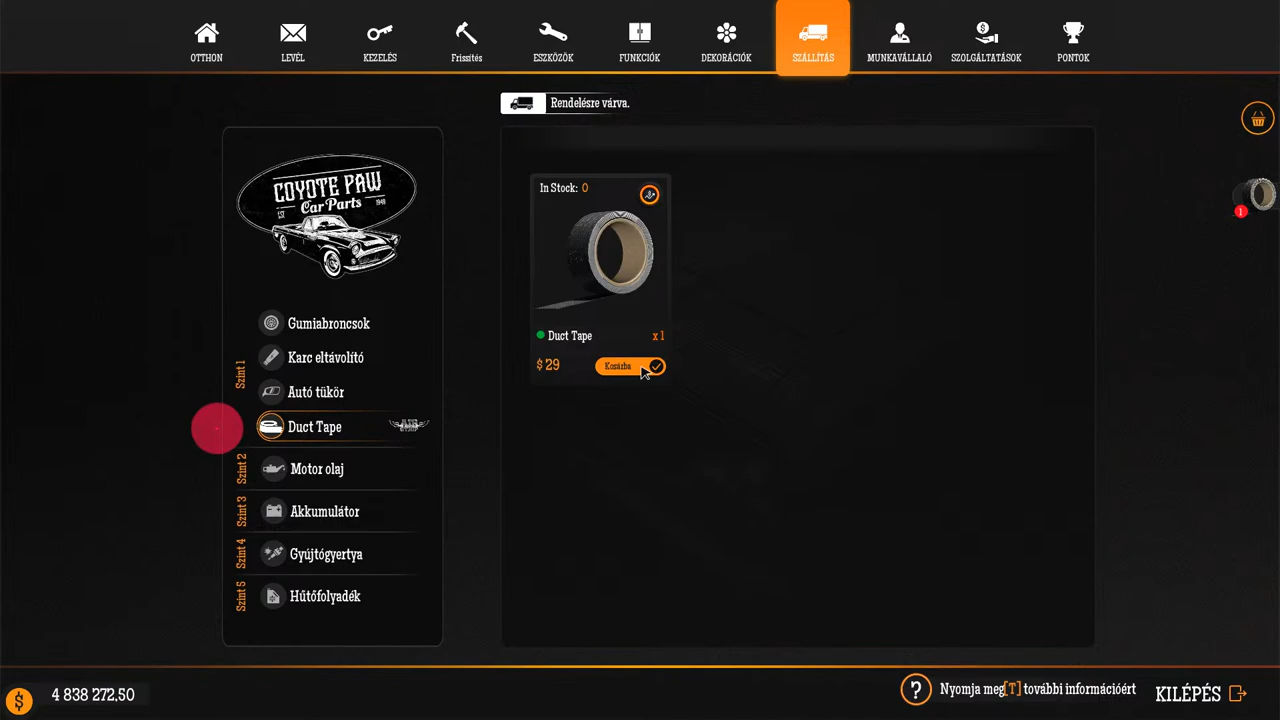 OTTHON
LEVÉL
KEZELÉS
Frissítés
ESZKÖZÖK
FUNKCIÓK
DEKORÁCIÓK
SZÁLLÍTÁS
MUNKAVÁLLALÓ
SZOLGÁLTATÁSOK
PONTOK
Rendelésre várva.
COYOTE PAW
Car Parts
In Stock: 0
Duct Tape x 1
$ 29
Kosárba
1
Szint 1
Gumiabroncsok
Karc eltávolító
Autó tükör
Duct Tape
Szint 2
Motor olaj
Szint 3
Akkumulátor
Szint 4
Gyújtógyertya
Szint 5
Hűtőfolyadék
$ 4 838 272,50
? Nyomja meg[T] további információért
KILÉPÉS